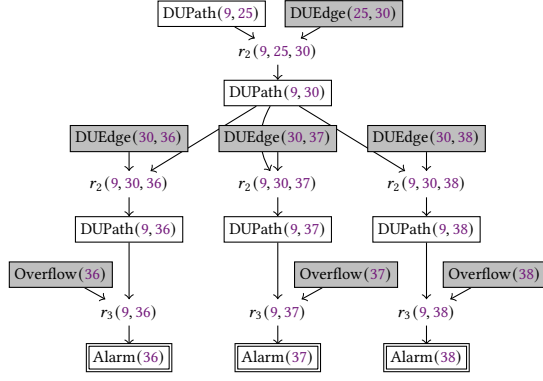 DUPath(9, 25) DUEdge(25, 30)
r₂(9, 25, 30)
DUPath(9, 30)
DUEdge(30, 36) DUEdge(30, 37) DUEdge(30, 38)
r₂(9, 30, 36) r₂(9, 30, 37) r₂(9, 30, 38)
DUPath(9, 36) DUPath(9, 37) DUPath(9, 38)
Overflow(36) Overflow(37) Overflow(38)
r₃(9, 36) r₃(9, 37) r₃(9, 38)
Alarm(36) Alarm(37) Alarm(38)